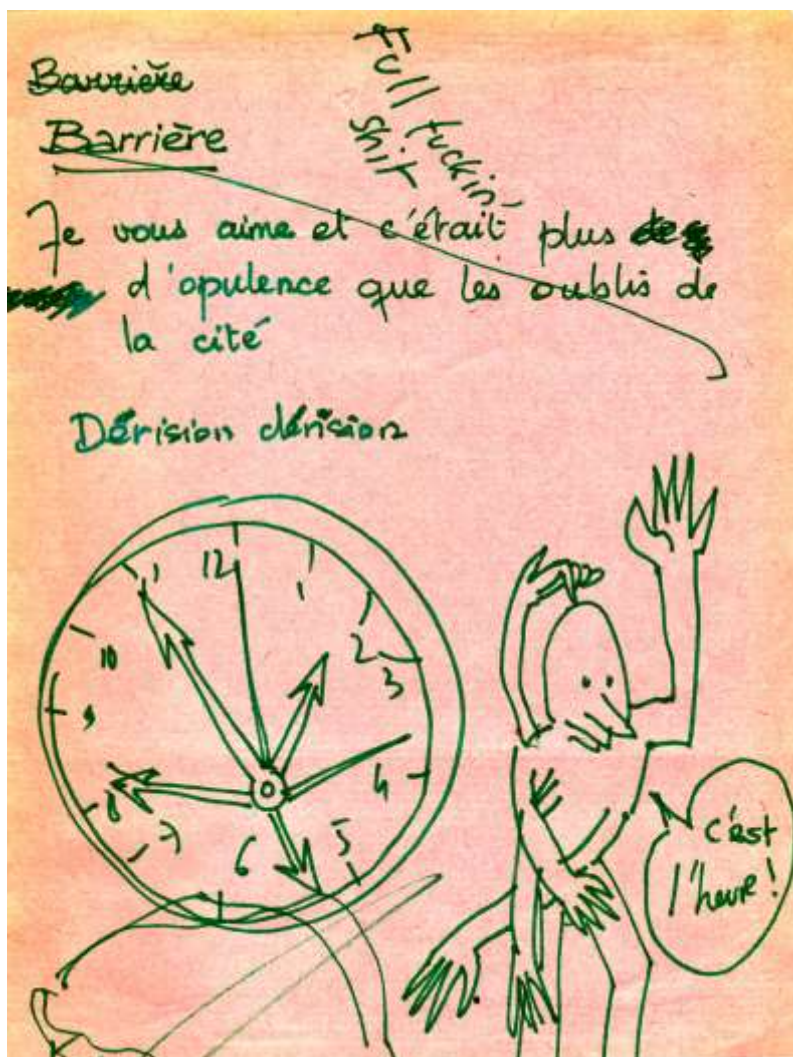 Barrière
Full fuckin'
shit
Barrière
Je vous aime et c'était plus
d'opulence que les oublis de
la cité
Dérision dérision
12
1
2
3
4
5
6
7
8
9
10
11
c'est
l'heure !